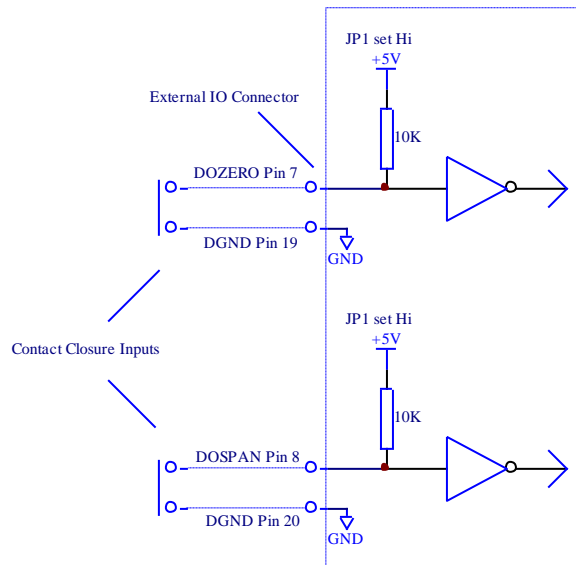 JP1 set Hi
+5V
External IO Connector
10K
DOZERO Pin 7
DGND Pin 19
GND
JP1 set Hi
+5V
Contact Closure Inputs
10K
DOSPAN Pin 8
DGND Pin 20
GND